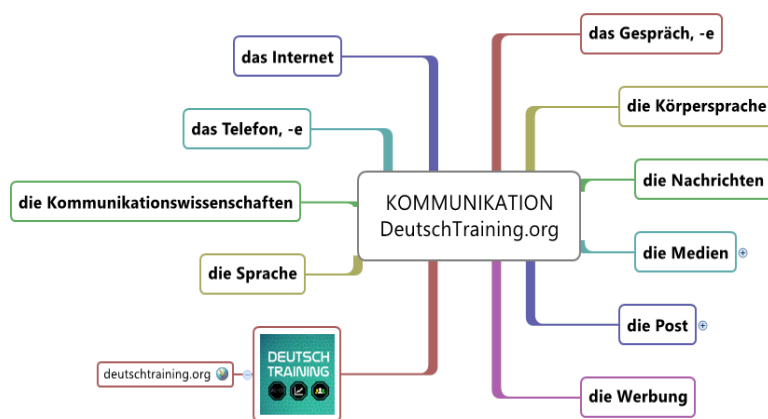 das Gespräch, -e
das Internet
die Körpersprache
das Telefon, -e
die Nachrichten
die Kommunikationswissenschaften
KOMMUNIKATION
DeutschTraining.org
die Medien
die Sprache
die Post
DEUTSCH
TRAINING
deutschtraining.org
die Werbung